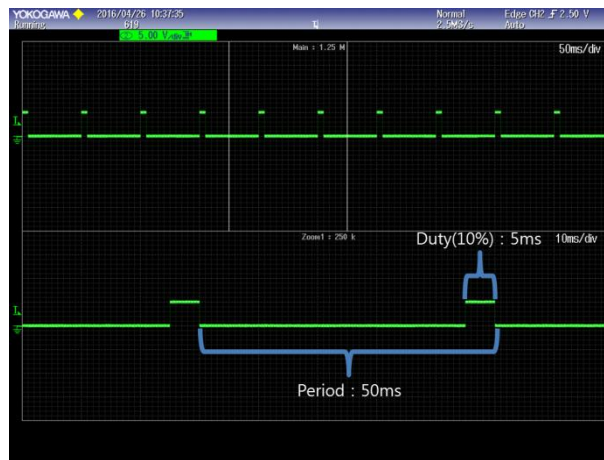 YOKOGAWA 2016/04/26 10:37:35 Normal Edge CH2 2.50 V
Running 619 2.5MS/s Auto
5.00 V/div
Main : 1.25 M 50ms/div
Zoom1 : 250 k 10ms/div
Duty(10%) : 5ms
Period : 50ms